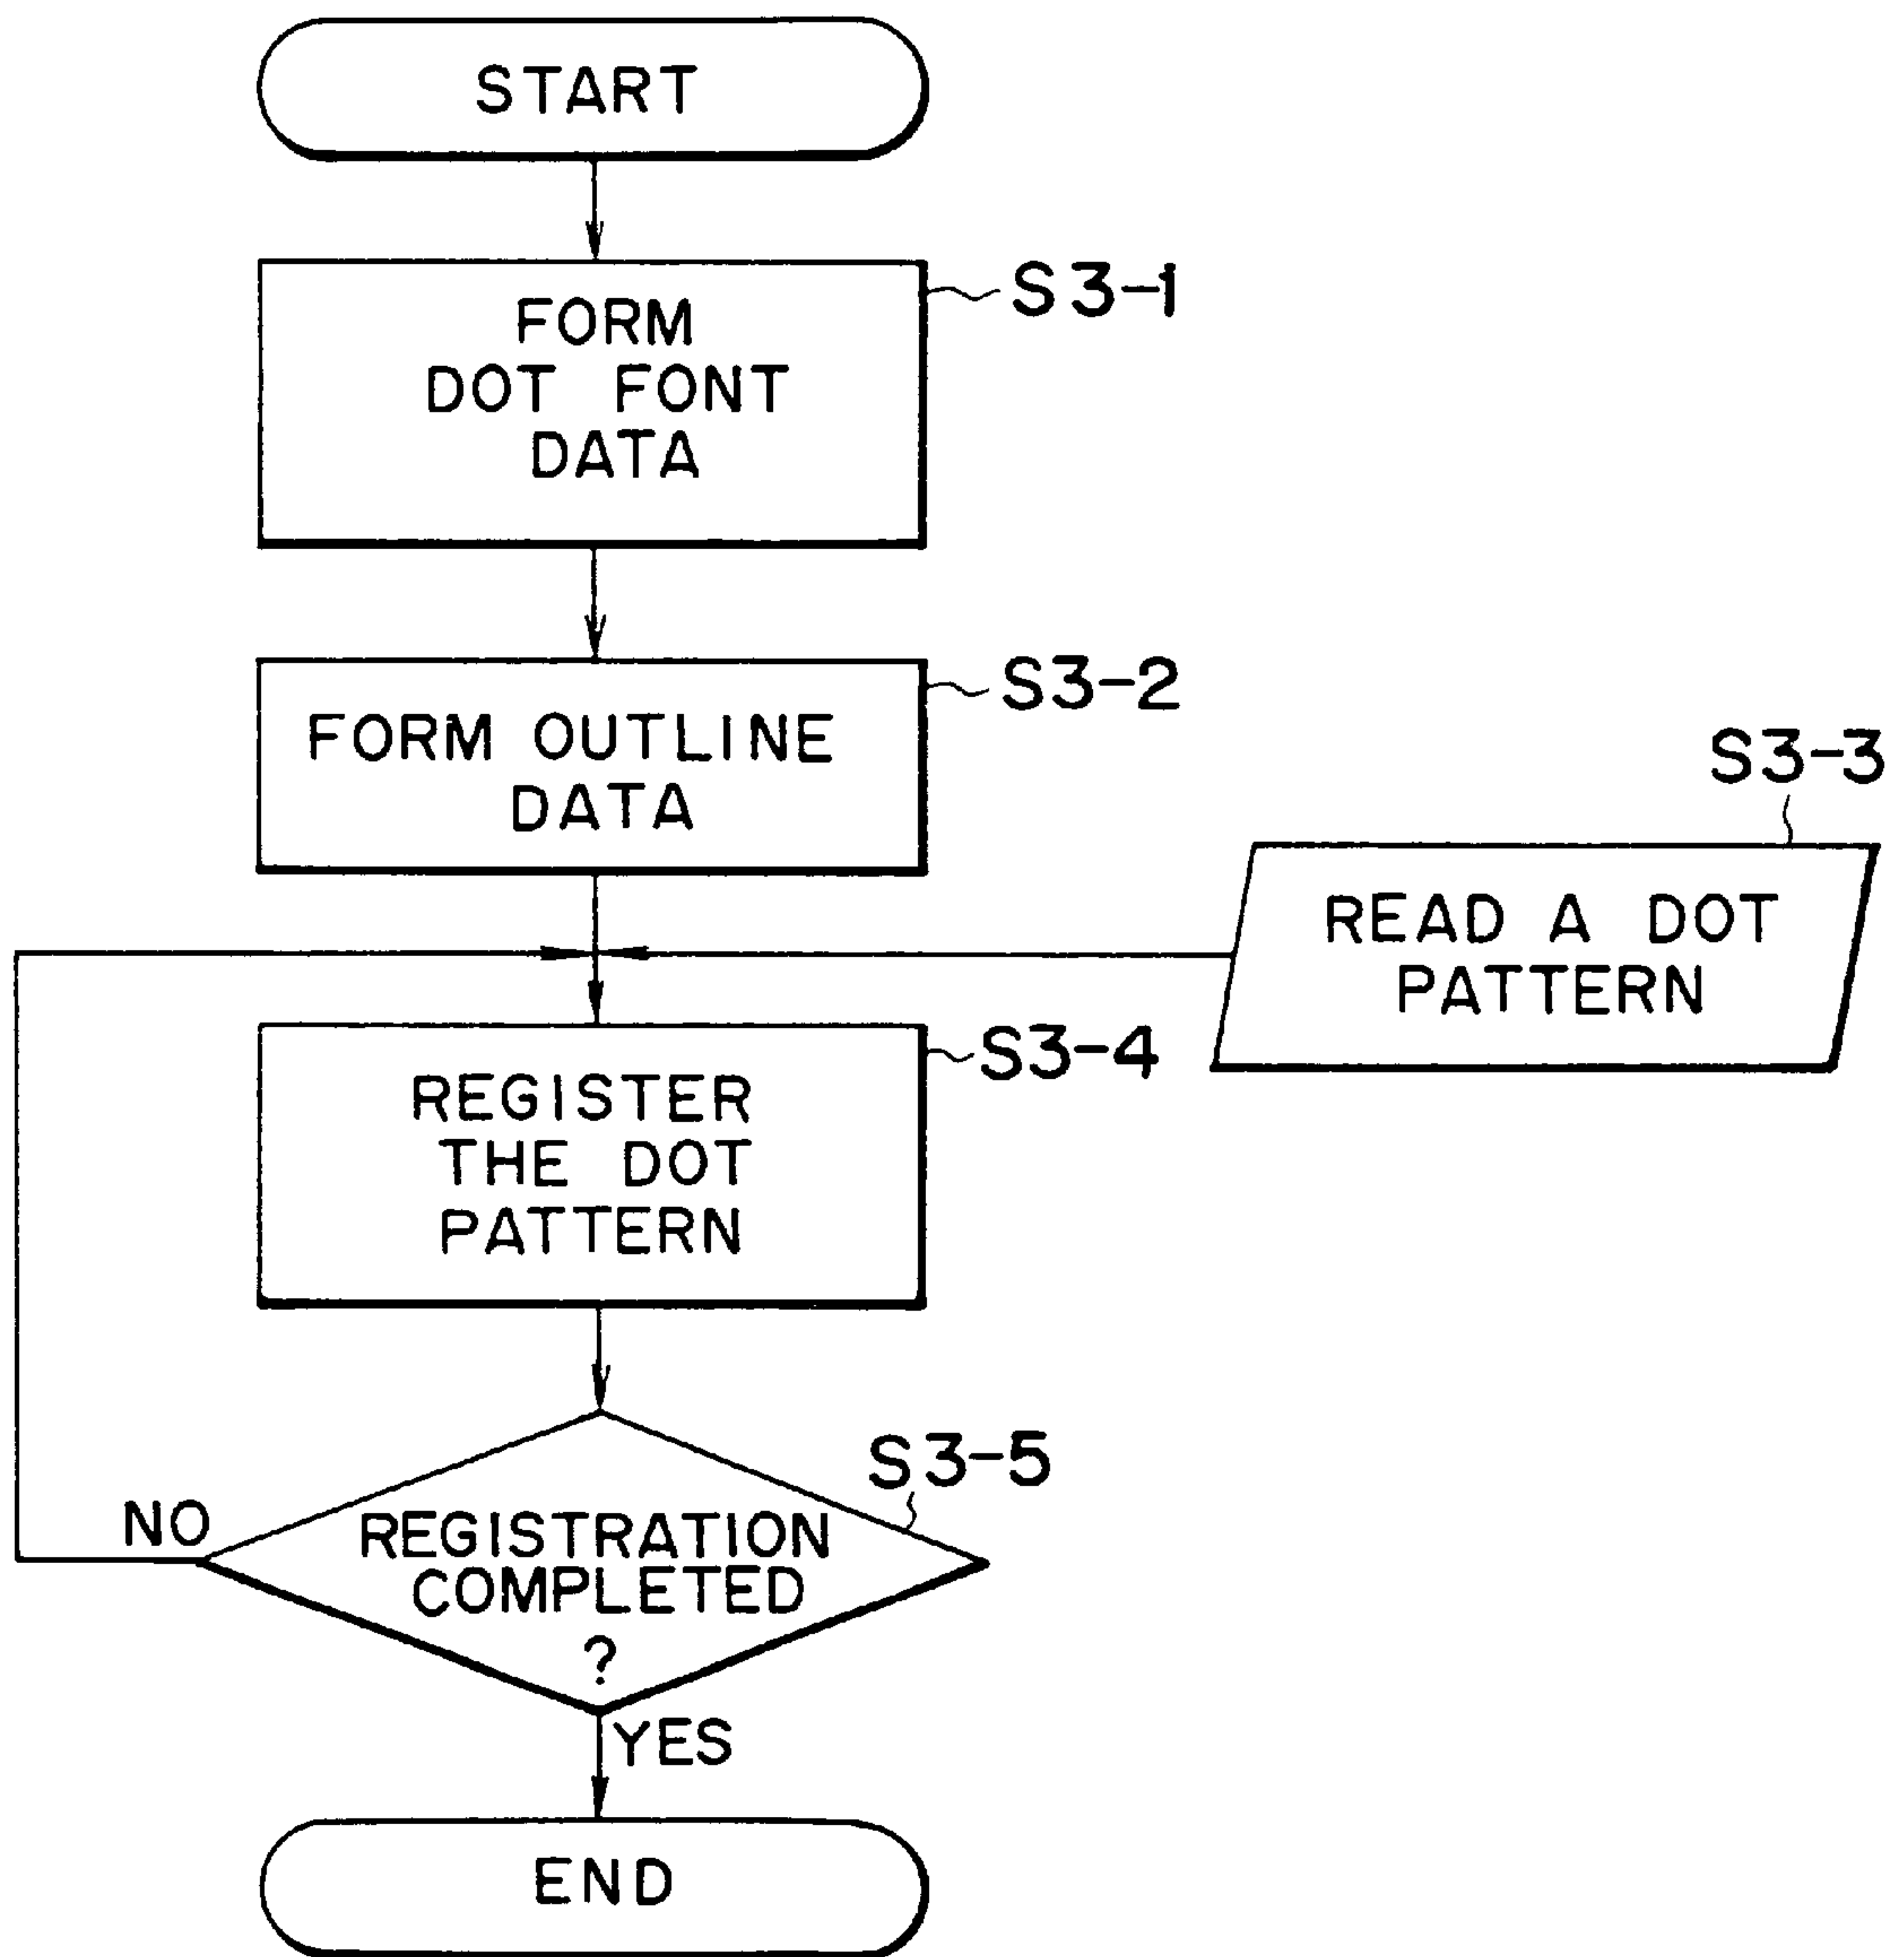 START
S3-1
FORM
DOT FONT
DATA
S3-2
FORM OUTLINE
DATA
S3-3
READ A DOT
PATTERN
S3-4
REGISTER
THE DOT
PATTERN
S3-5
NO
REGISTRATION
COMPLETED
?
YES
END